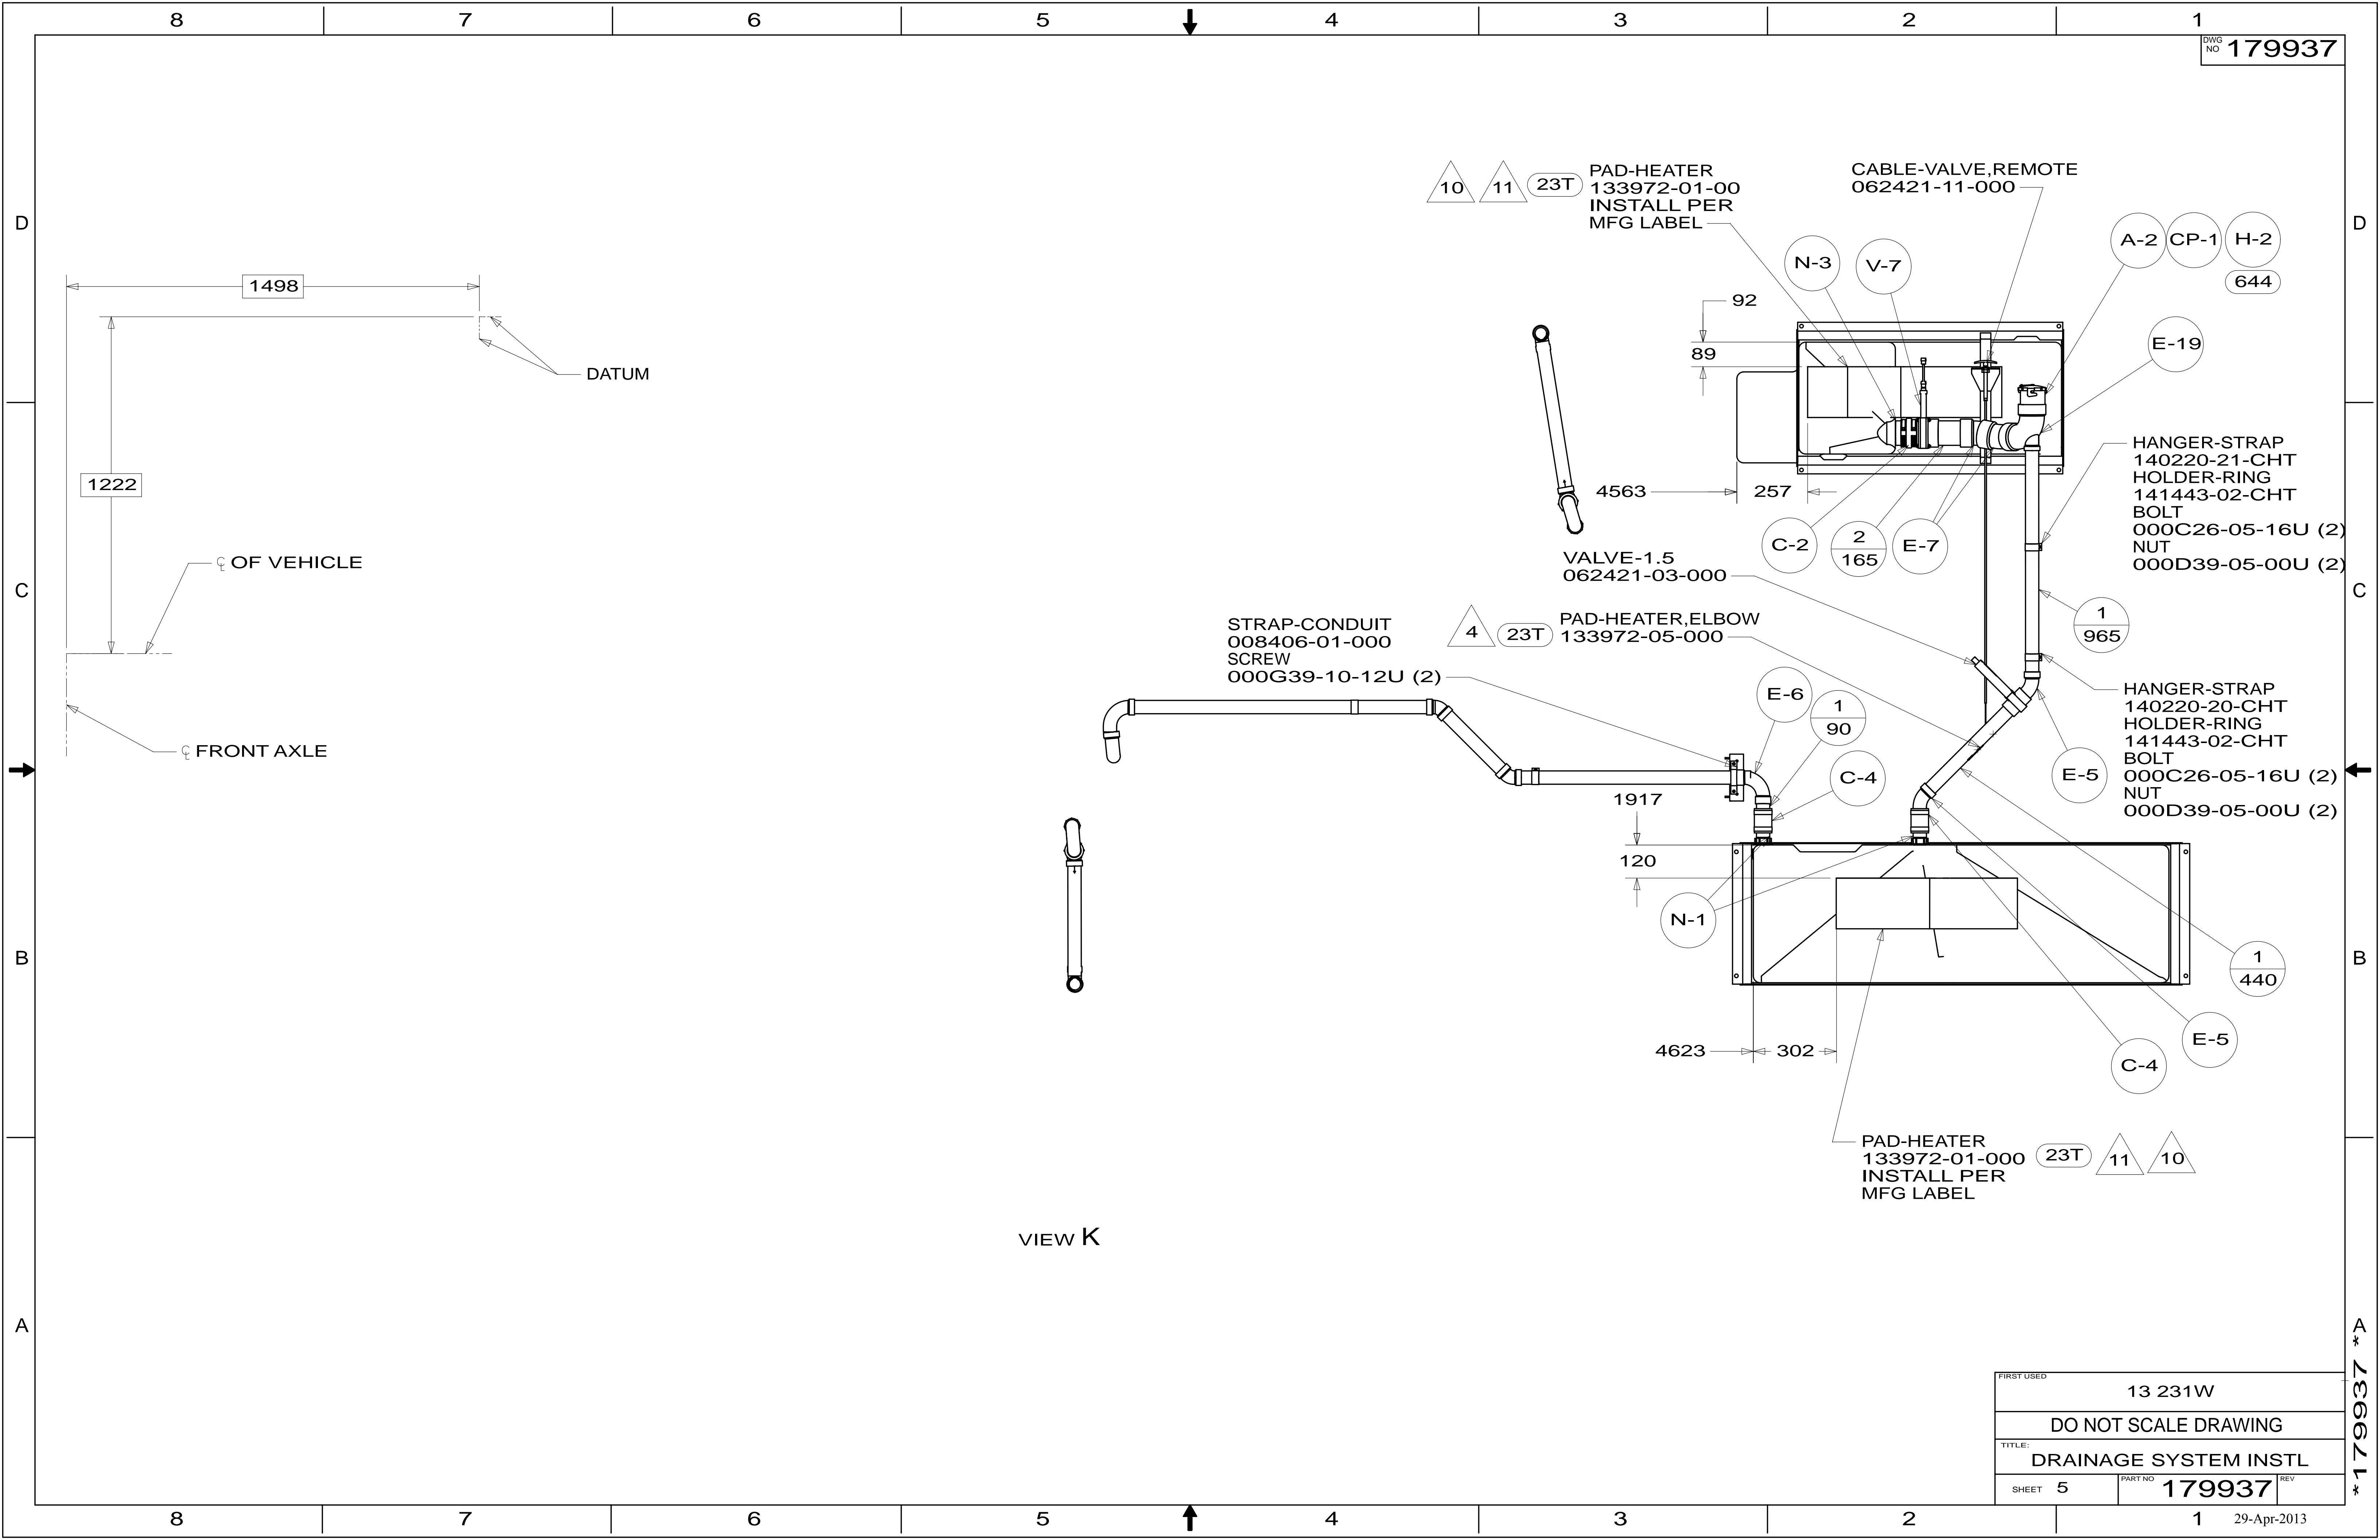 8 7 6 5 4 3 2 1
DWG NO 179937
D
D
10 11 23T
PAD-HEATER
133972-01-00
INSTALL PER
MFG LABEL
CABLE-VALVE,REMOTE
062421-11-000
A-2 CP-1 H-2
644
N-3
V-7
E-19
1498
92
89
DATUM
1222
HANGER-STRAP
140220-21-CHT
HOLDER-RING
141443-02-CHT
BOLT
000C26-05-16U (2)
NUT
000D39-05-00U (2)
4563
257
C-2
2
165
E-7
℄ OF VEHICLE
VALVE-1.5
062421-03-000
C
C
1
965
STRAP-CONDUIT
008406-01-000
SCREW
000G39-10-12U (2)
4 23T
PAD-HEATER,ELBOW
133972-05-000
E-6
1
90
C-4
HANGER-STRAP
140220-20-CHT
HOLDER-RING
141443-02-CHT
BOLT
000C26-05-16U (2)
NUT
000D39-05-00U (2)
E-5
℄ FRONT AXLE
1917
120
N-1
B
B
1
440
E-5
C-4
4623
302
PAD-HEATER
133972-01-000
INSTALL PER
MFG LABEL
23T 11 10
VIEW K
A
A
*179937*
FIRST USED
13 231W
DO NOT SCALE DRAWING
TITLE:
DRAINAGE SYSTEM INSTL
SHEET 5
PART NO 179937
REV
8 7 6 5 4 3 2 1
29-Apr-2013